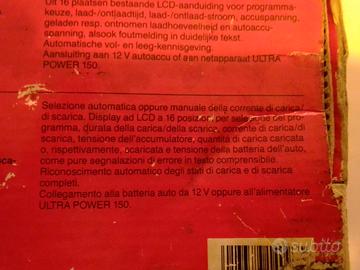 Uit 16 plaatsen bestaande LCD-aanduiding voor programma-
keuze, laad-/ontlaadtijd, laad-/ontlaad-stroom, accuspanning,
geladen resp. ontnomen laadhoeveelheid en autoaccu-
spanning, alsook foutmelding in duidelijke tekst.
Automatische vol- en leeg-kennisgeving.
Aansluiting aan 12 V autoaccu of aan netapparaat ULTRA
POWER 150.
Selezione automatica oppure manuale della corrente di carica/
di scarica. Display ad LCD a 16 posizioni per selezione del pro-
gramma, durata della carica/della scarica, corrente di carica/di
scarica, tensione dell'accumulatore, quantità di carica caricata
o, rispettivamente, scaricata e tensione della batteria dell'auto,
come pure segnalazioni di errore in testo comprensibile.
Riconoscimento automatico degli stati di carica e di scarica
completi.
Collegamento alla batteria auto da 12 V oppure all'alimentatore
ULTRA POWER 150.
subito